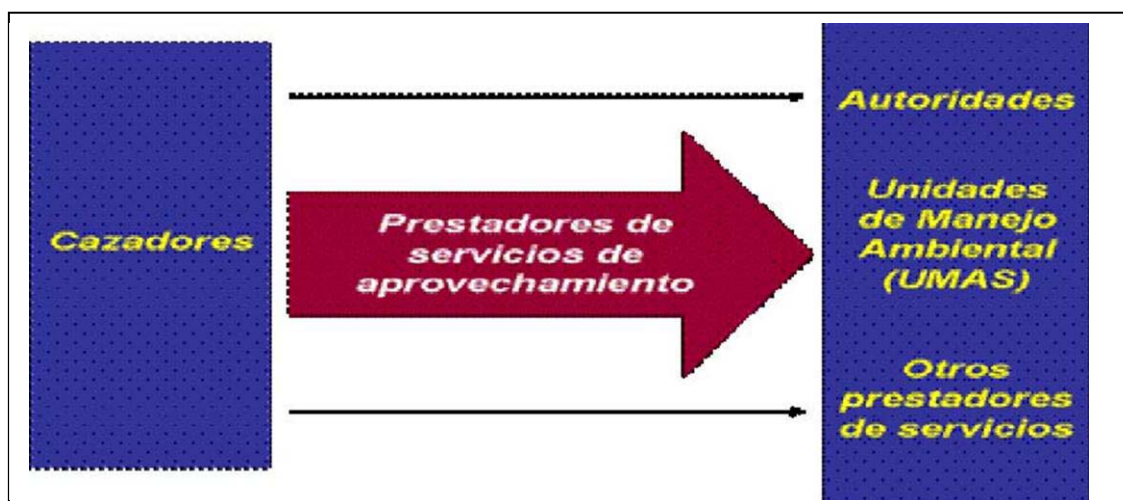 Cazadores
Prestadores de
servicios de
aprovechamiento
Autoridades
Unidades
de Manejo
Ambiental
(UMAS)
Otros
prestadores
de servicios